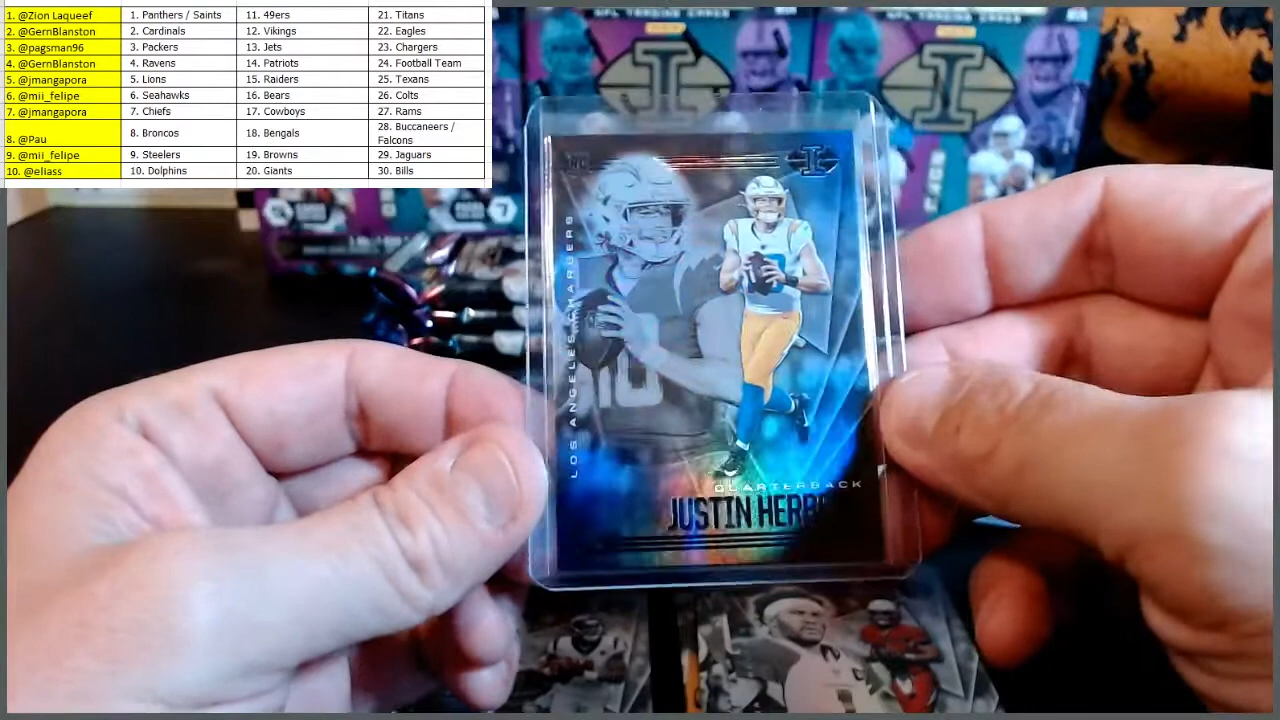 1. @Zion Laqueef 1. Panthers / Saints 11. 49ers 21. Titans
2. @GernBlanston 2. Cardinals 12. Vikings 22. Eagles
3. @pagsman96 3. Packers 13. Jets 23. Chargers
4. @GernBlanston 4. Ravens 14. Patriots 24. Football Team
5. @jmangapora 5. Lions 15. Raiders 25. Texans
6. @mii_felipe 6. Seahawks 16. Bears 26. Colts
7. @jmangapora 7. Chiefs 17. Cowboys 27. Rams
8. @Pau 8. Broncos 18. Bengals 28. Buccaneers /
Falcons
9. @mii_felipe 9. Steelers 19. Browns 29. Jaguars
10. @eliass 10. Dolphins 20. Giants 30. Bills
LOS ANGELES CHARGERS
10
QUARTERBACK
JUSTIN